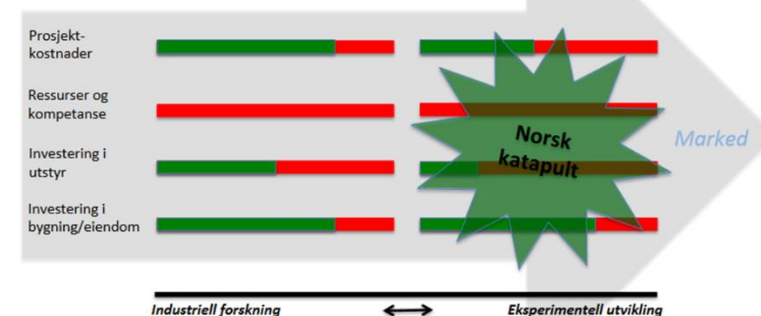 Prosjekt-
kostnader
Ressurser og
kompetanse
Investering i
utstyr
Investering i
bygning/eiendom
Norsk
katapult
Marked
Industriell forskning
Eksperimentell utvikling